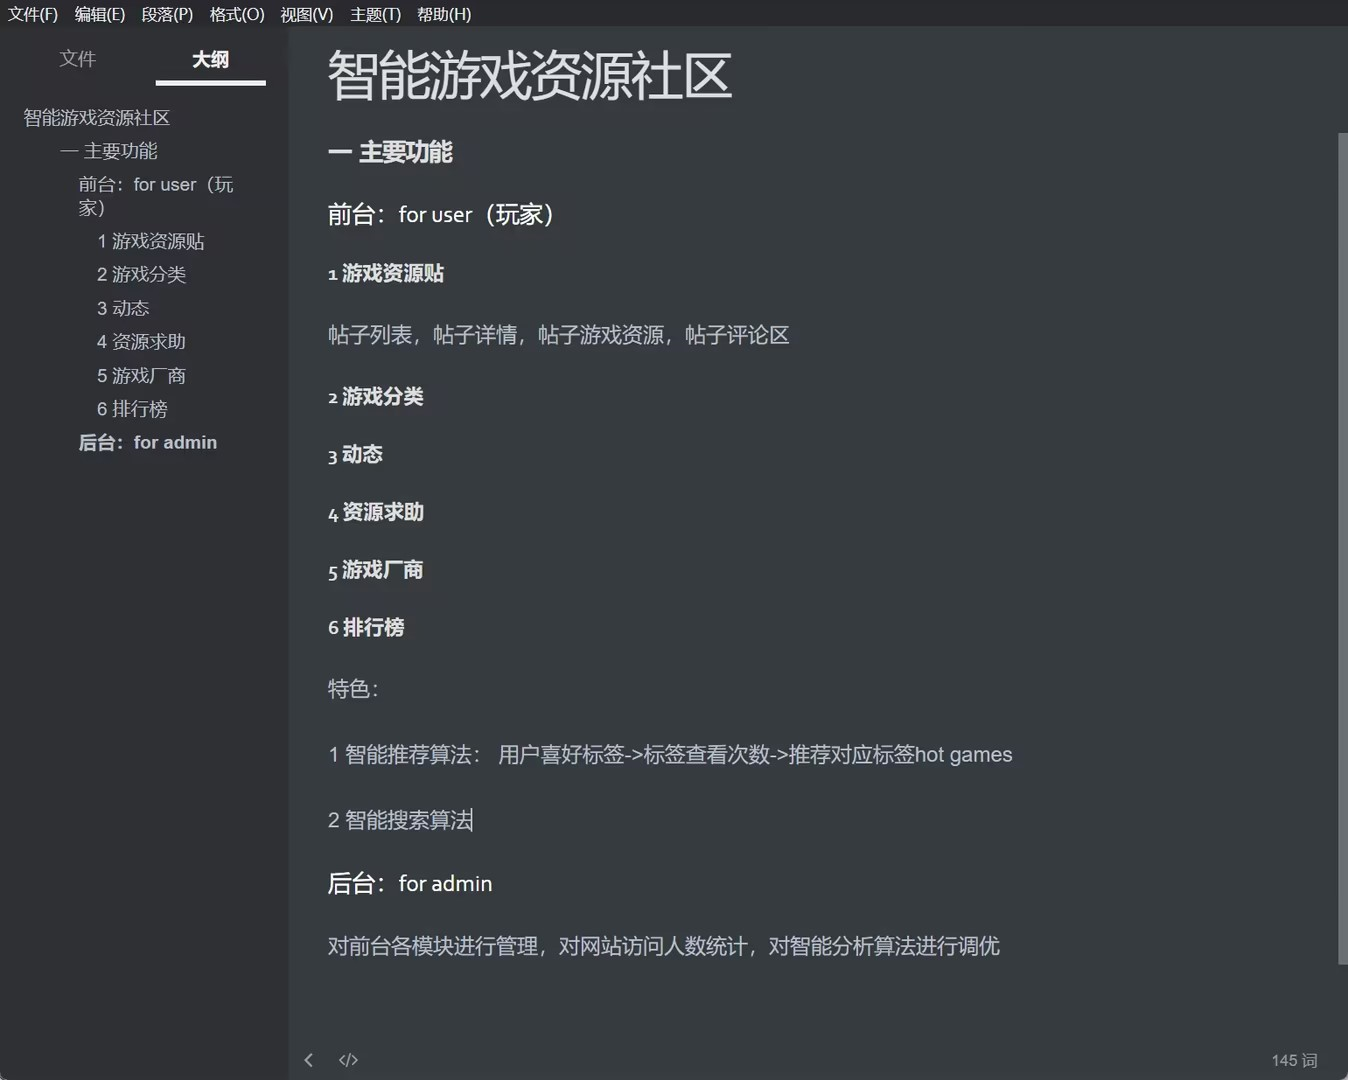 文件(F) 编辑(E) 段落(P) 格式(O) 视图(V) 主题(T) 帮助(H)
文件 大纲
智能游戏资源社区
一 主要功能
前台：for user（玩
家）
1 游戏资源贴
2 游戏分类
3 动态
4 资源求助
5 游戏厂商
6 排行榜
后台：for admin
智能游戏资源社区
一 主要功能
前台：for user（玩家）
1 游戏资源贴
帖子列表，帖子详情，帖子游戏资源，帖子评论区
2 游戏分类
3 动态
4 资源求助
5 游戏厂商
6 排行榜
特色：
1 智能推荐算法： 用户喜好标签->标签查看次数->推荐对应标签hot games
2 智能搜索算法
后台：for admin
对前台各模块进行管理，对网站访问人数统计，对智能分析算法进行调优
145 词